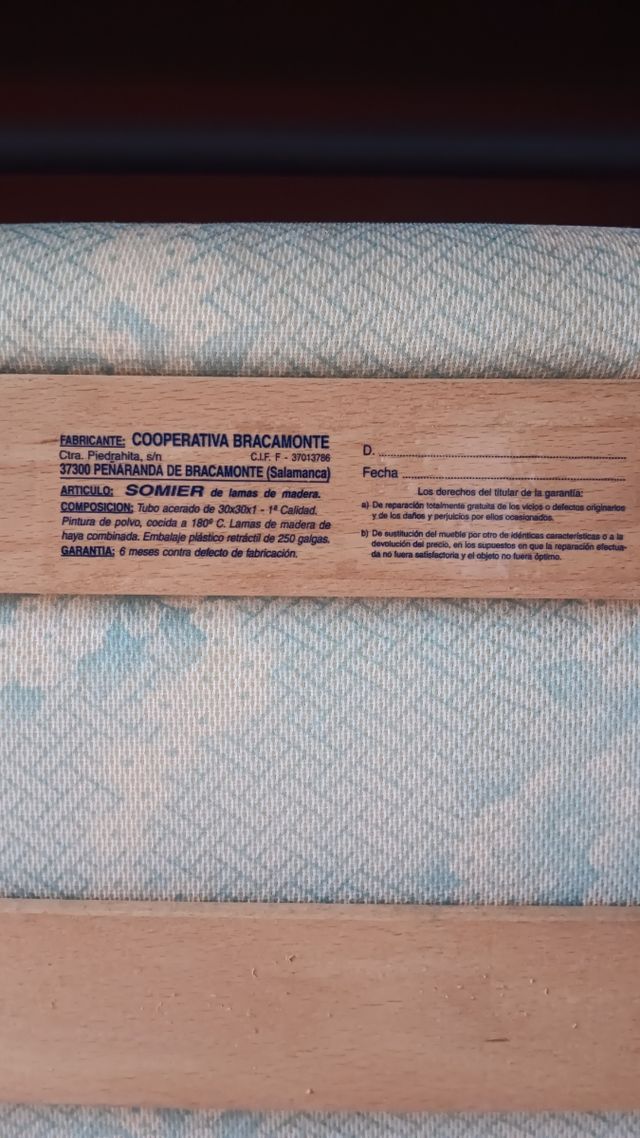 FABRICANTE: COOPERATIVA BRACAMONTE
Ctra. Piedrahita, s/n C.I.F. F - 37013786
37300 PEÑARANDA DE BRACAMONTE (Salamanca)
ARTICULO: SOMIER de lamas de madera.
COMPOSICION: Tubo acerado de 30x30x1 - 1ª Calidad.
Pintura de polvo, cocida a 180º C. Lamas de madera de
haya combinada. Embalaje plástico retráctil de 250 galgas.
GARANTIA: 6 meses contra defecto de fabricación.
D. ....................
Fecha ....................
Los derechos del titular de la garantía:
a) De reparación totalmente gratuita de los vicios o defectos originarios
y de los daños y perjuicios por ellos ocasionados.
b) De sustitución del mueble por otro de idénticas características o a la
devolución del precio, en los supuestos en que la reparación efectua-
da no fuera satisfactoria y el objeto no fuera óptimo.